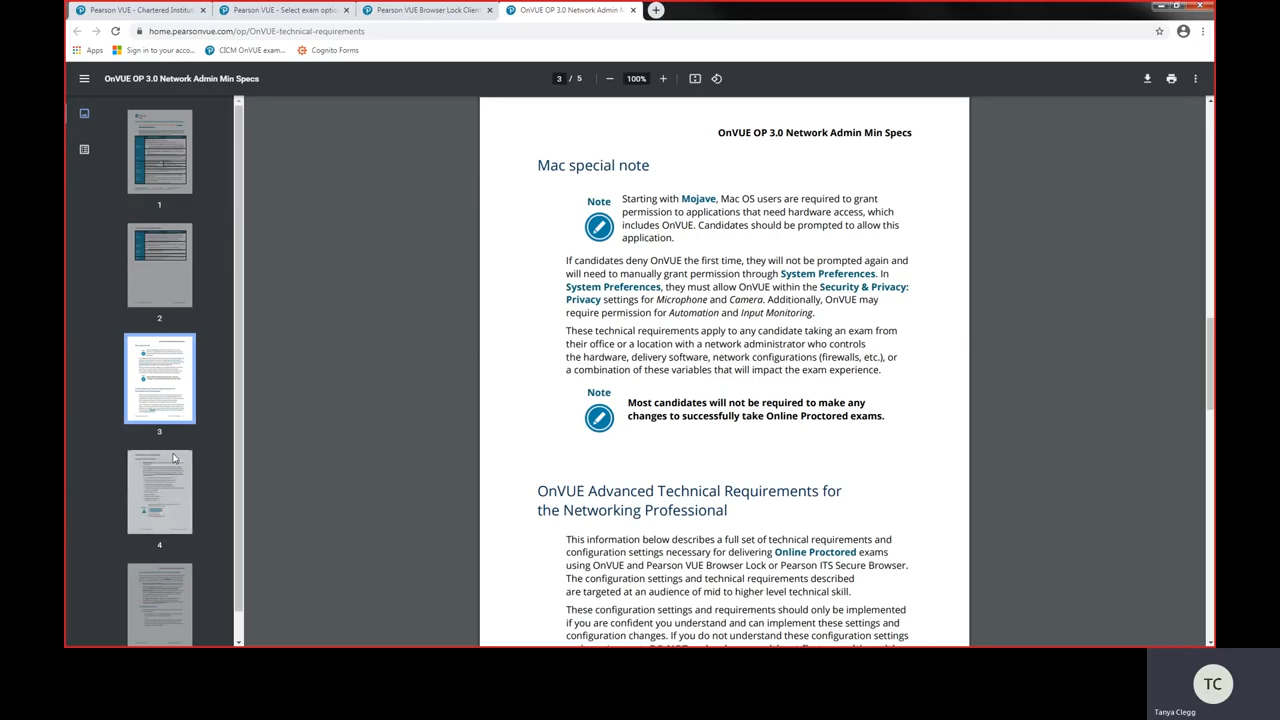 Pearson VUE - Chartered Institut
Pearson VUE - Select exam optio
Pearson VUE Browser Lock Clien
OnVUE OP 3.0 Network Admin M
home.pearsonvue.com/op/OnVUE-technical-requirements
Apps
Sign in to your acco...
CICM OnVUE exam...
Cognito Forms
OnVUE OP 3.0 Network Admin Min Specs
3 / 5
100%
1
2
3
4
OnVUE OP 3.0 Network Admin Min Specs
Mac special note
Note
Starting with Mojave, Mac OS users are required to grant
permission to applications that need hardware access, which
includes OnVUE. Candidates should be prompted to allow this
application.
If candidates deny OnVUE the first time, they will not be prompted again and
will need to manually grant permission through System Preferences. In
System Preferences, they must allow OnVUE within the Security & Privacy:
Privacy settings for Microphone and Camera. Additionally, OnVUE may
require permission for Automation and Input Monitoring.
These technical requirements apply to any candidate taking an exam from
their office or a location with a network administrator who controls
the hardware, delivery software, network configurations (firewalls, etc.), or
a combination of these variables that will impact the exam experience.
Note
Most candidates will not be required to make any
changes to successfully take Online Proctored exams.
OnVUE Advanced Technical Requirements for
the Networking Professional
This information below describes a full set of technical requirements and
configuration settings necessary for delivering Online Proctored exams
using OnVUE and Pearson VUE Browser Lock or Pearson ITS Secure Browser.
The configuration settings and technical requirements described
are targeted at an audience of mid to higher level technical skill.
These configuration settings and requirements should only be implemented
if you are confident you understand and can implement these settings and
configuration changes. If you do not understand these configuration settings
TC
Tanya Clegg